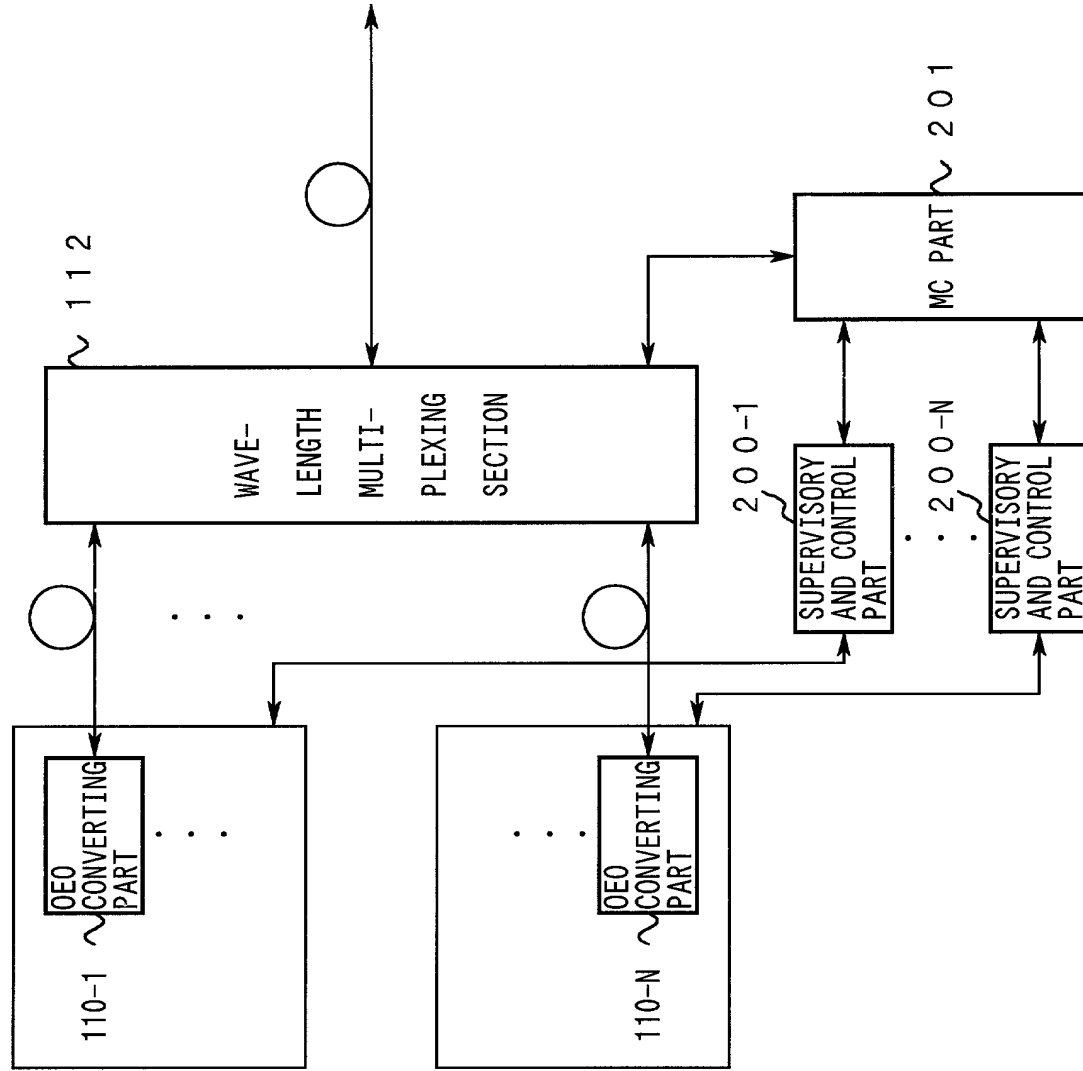 112
WAVE-
LENGTH
MULTI-
PLEXING
SECTION
MC PART
201
200-1
SUPERVISORY
AND CONTROL
PART
200-N
SUPERVISORY
AND CONTROL
PART
OEO
CONVERTING
PART
110-1
OEO
CONVERTING
PART
110-N